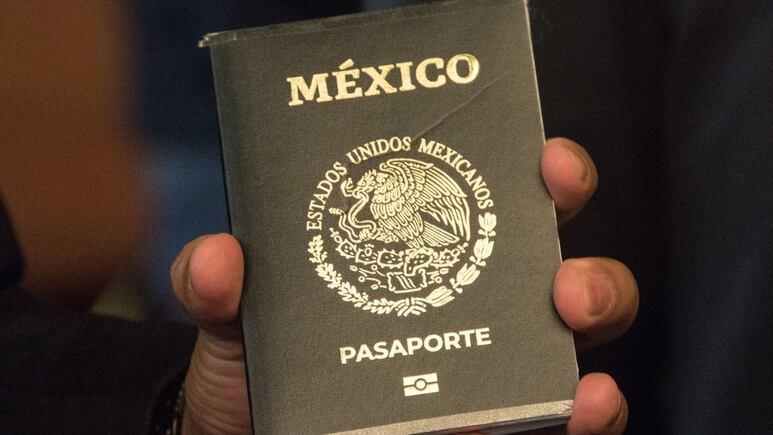 MÉXICO
ESTADOS UNIDOS MEXICANOS
PASAPORTE